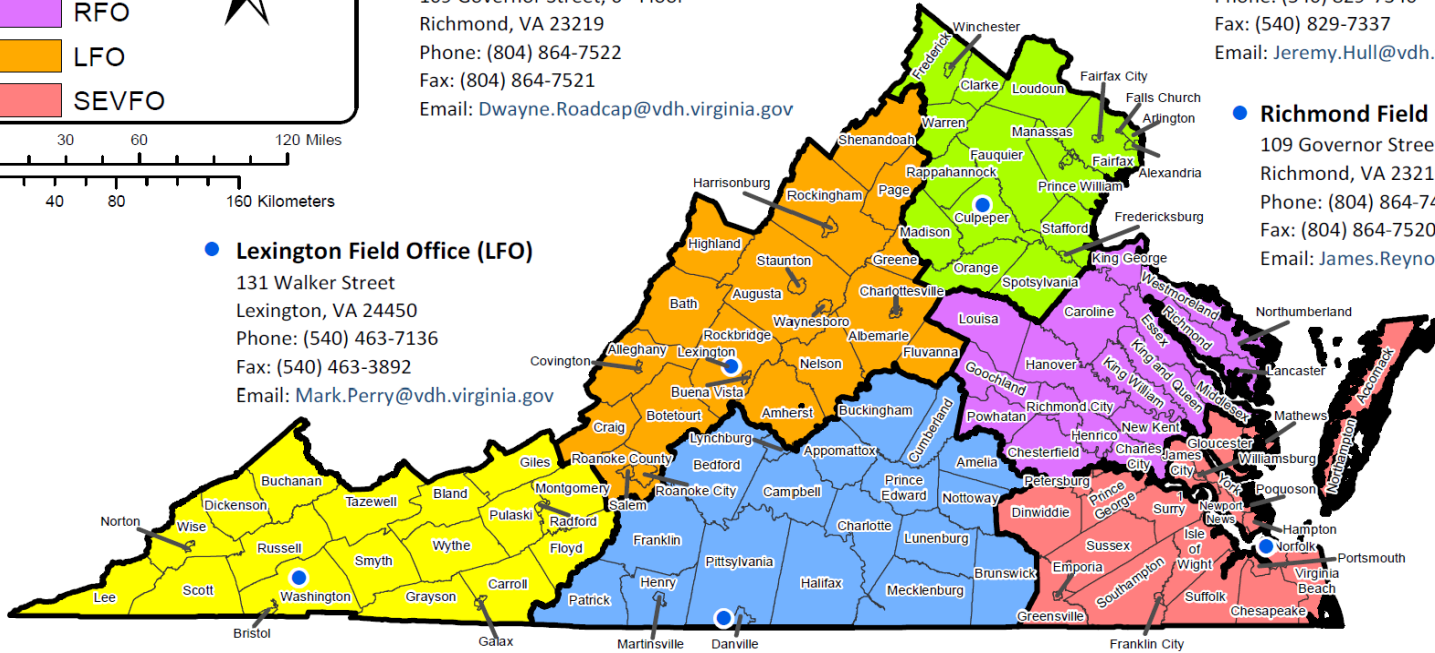 RFO
LFO
SEVFO
30 60 120 Miles
40 80 160 Kilometers
Richmond, VA 23219
Phone: (804) 864-7522
Fax: (804) 864-7521
Email: Dwayne.Roadcap@vdh.virginia.gov
Fax: (540) 829-7337
Email: Jeremy.Hull@vdh.
Richmond Field
109 Governor Stree
Richmond, VA 2321
Phone: (804) 864-74
Fax: (804) 864-7520
Email: James.Reyno
Lexington Field Office (LFO)
131 Walker Street
Lexington, VA 24450
Phone: (540) 463-7136
Fax: (540) 463-3892
Email: Mark.Perry@vdh.virginia.gov
Winchester
Frederick
Clarke
Loudoun
Fairfax City
Falls Church
Arlington
Warren
Manassas
Fauquier
Fairfax
Alexandria
Rappahannock
Prince William
Culpeper
Fredericksburg
Madison
Stafford
Orange
Spotsylvania
Shenandoah
Harrisonburg
Rockingham
Page
Highland
Staunton
Greene
Augusta
Charlottesville
Bath
Waynesboro
Rockbridge
Albemarle
Covington
Alleghany
Lexington
Fluvanna
Nelson
Buena Vista
Botetourt
Amherst
Craig
Roanoke County
Roanoke City
Salem
King George
Westmoreland
Caroline
Richmond
Northumberland
Louisa
Essex
Hanover
King and Queen
King William
Lancaster
Goochland
Middlesex
Powhatan
Richmond City
New Kent
Henrico
Chesterfield
Charles
City
Mathews
Gloucester
James
City
Williamsburg
York
Poquoson
Newport
News
Hampton
Norfolk
Portsmouth
Virginia
Beach
Accomack
Northampton
Petersburg
Prince
George
Dinwiddie
Surry
1
Sussex
Isle
of
Wight
Emporia
Southampton
Suffolk
Chesapeake
Greensville
Franklin City
Buckingham
Cumberland
Lynchburg
Appomattox
Amelia
Bedford
Campbell
Prince
Edward
Nottoway
Charlotte
Lunenburg
Franklin
Pittsylvania
Brunswick
Henry
Halifax
Mecklenburg
Patrick
Martinsville
Danville
Giles
Buchanan
Montgomery
Dickenson
Tazewell
Bland
Pulaski
Radford
Norton
Wise
Russell
Wythe
Floyd
Smyth
Lee
Scott
Washington
Grayson
Carroll
Bristol
Galax